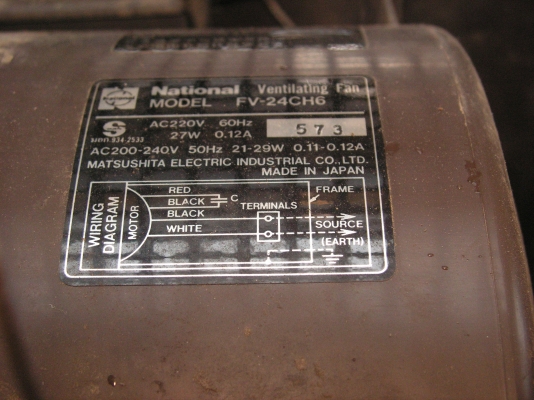 National Ventilating Fan
MODEL FV-24CH6
S AC220V 60Hz 573
27W 0.12A
AC200-240V 50Hz 21-29W 0.11-0.12A
MATSUSHITA ELECTRIC INDUSTRIAL CO.,LTD.
MADE IN JAPAN
WIRING DIAGRAM
MOTOR
RED
BLACK C
BLACK
WHITE
TERMINALS
FRAME
SOURCE
(EARTH)